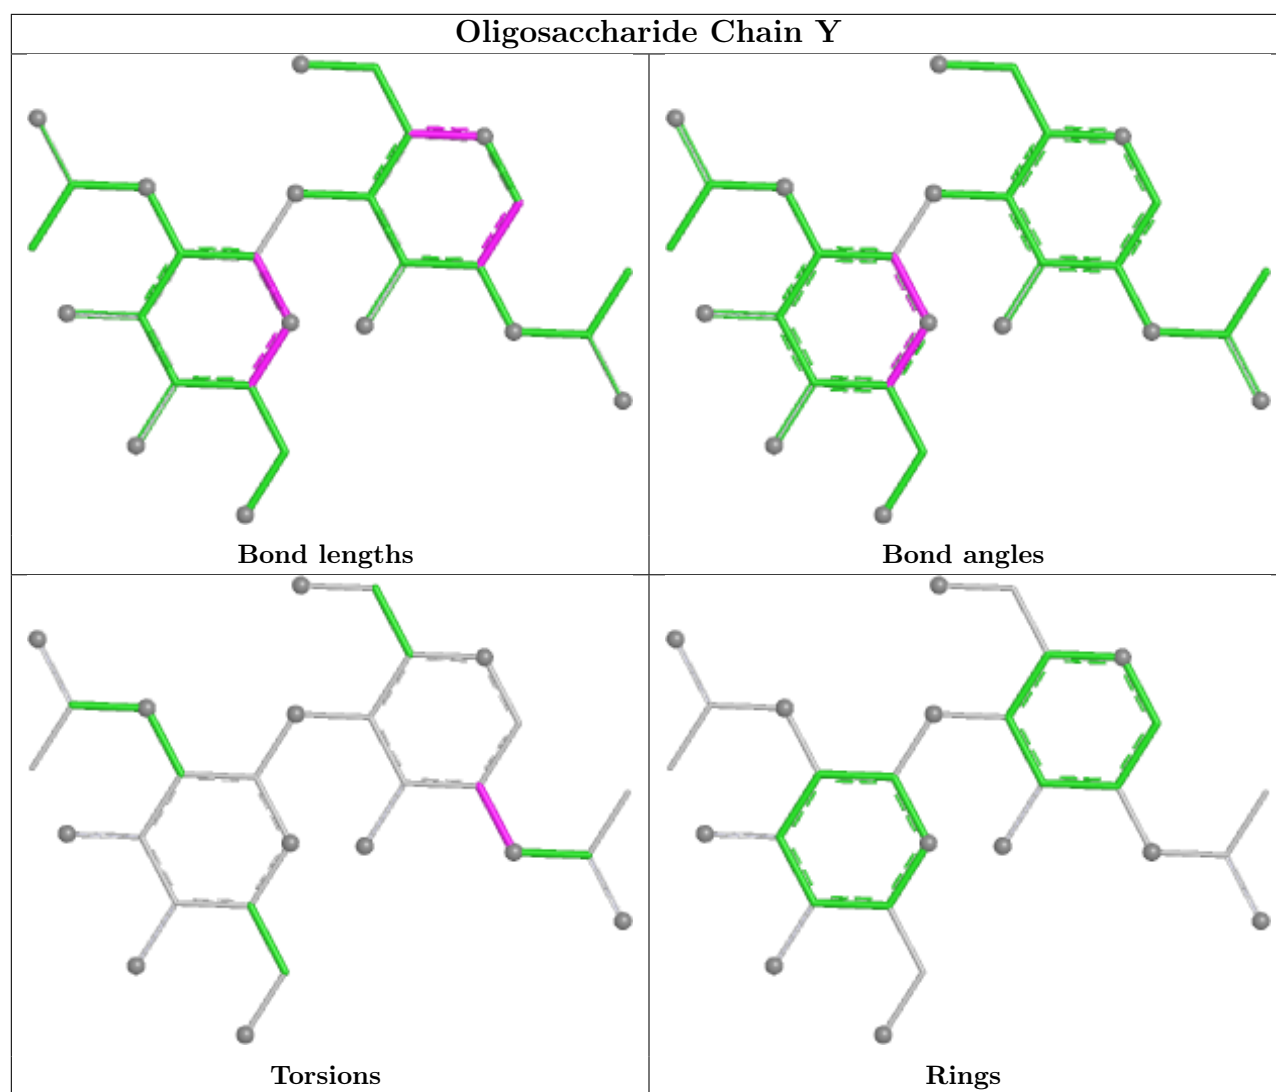 Oligosaccharide Chain Y
Bond lengths
Bond angles
Torsions
Rings